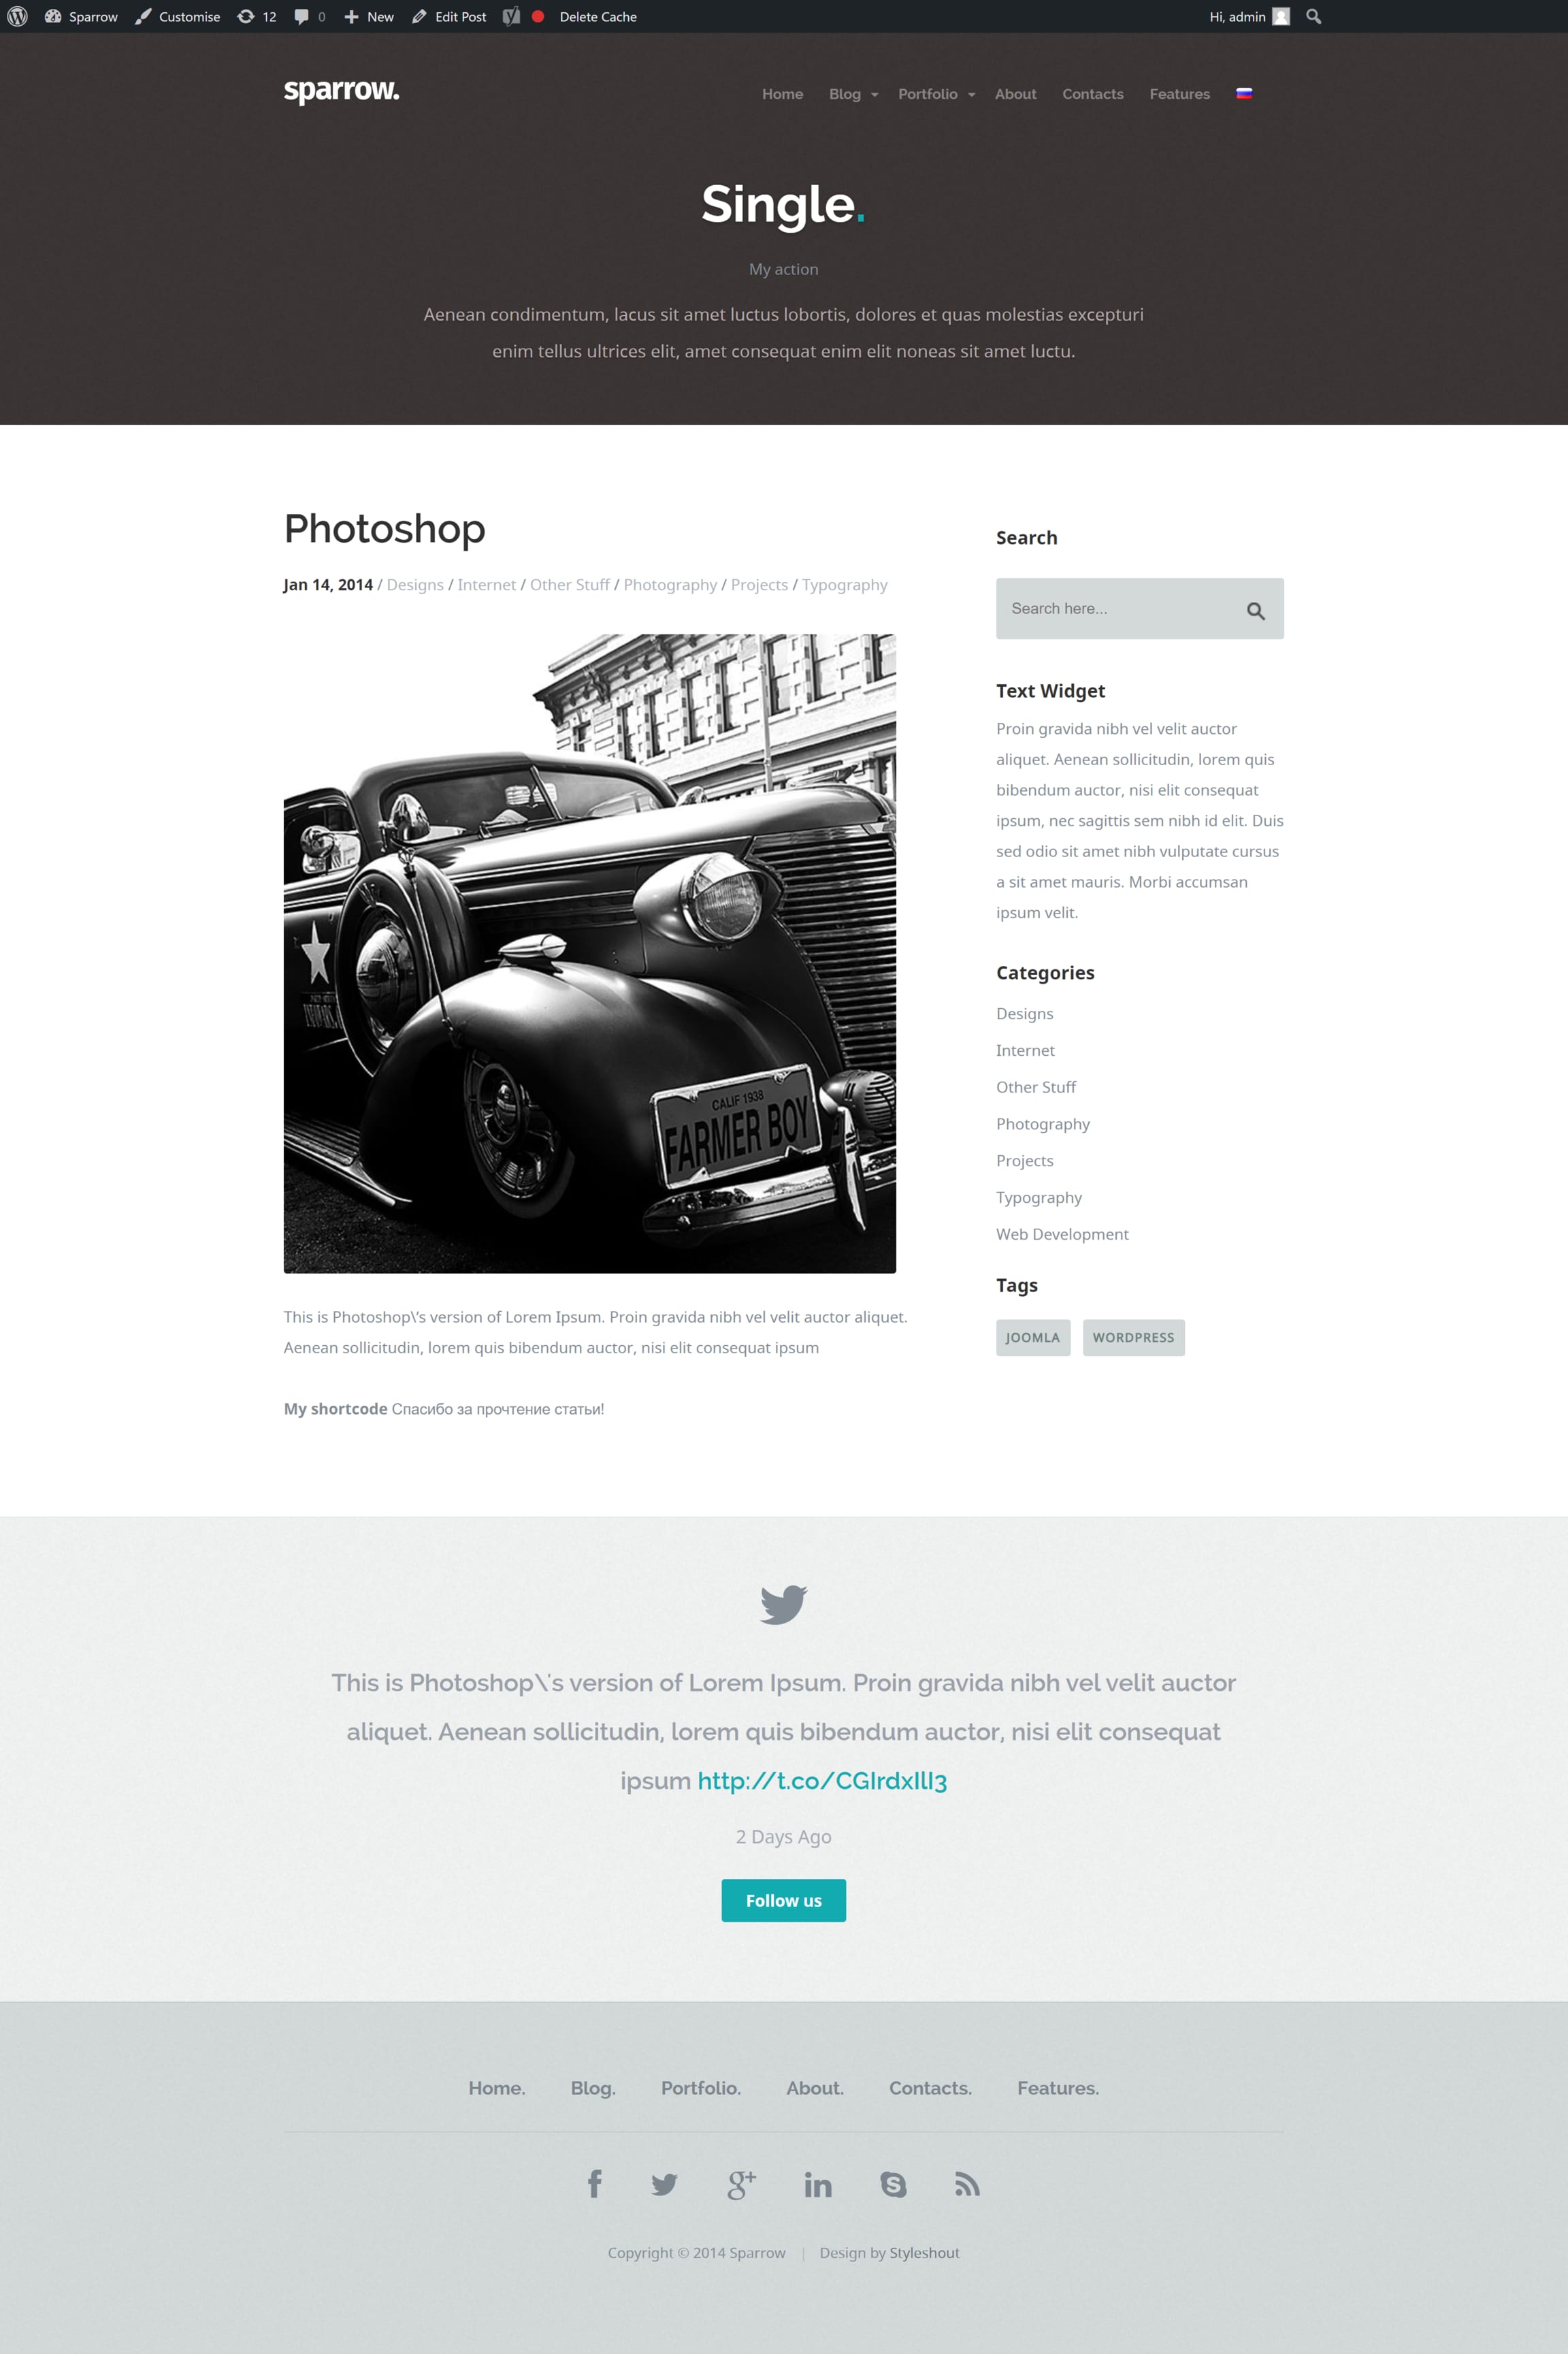 Sparrow Customise 12 0 New Edit Post Delete Cache Hi, admin
sparrow.
Home Blog Portfolio About Contacts Features
Single.
My action
Aenean condimentum, lacus sit amet luctus lobortis, dolores et quas molestias excepturi
enim tellus ultrices elit, amet consequat enim elit noneas sit amet luctu.
Photoshop
Jan 14, 2014 / Designs / Internet / Other Stuff / Photography / Projects / Typography
CALIF 1938
FARMER BOY
This is Photoshop\'s version of Lorem Ipsum. Proin gravida nibh vel velit auctor aliquet.
Aenean sollicitudin, lorem quis bibendum auctor, nisi elit consequat ipsum
My shortcode Спасибо за прочтение статьи!
Search
Search here...
Text Widget
Proin gravida nibh vel velit auctor
aliquet. Aenean sollicitudin, lorem quis
bibendum auctor, nisi elit consequat
ipsum, nec sagittis sem nibh id elit. Duis
sed odio sit amet nibh vulputate cursus
a sit amet mauris. Morbi accumsan
ipsum velit.
Categories
Designs
Internet
Other Stuff
Photography
Projects
Typography
Web Development
Tags
JOOMLA WORDPRESS
This is Photoshop\'s version of Lorem Ipsum. Proin gravida nibh vel velit auctor
aliquet. Aenean sollicitudin, lorem quis bibendum auctor, nisi elit consequat
ipsum http://t.co/CGIrdxIlI3
2 Days Ago
Follow us
Home. Blog. Portfolio. About. Contacts. Features.
Copyright © 2014 Sparrow | Design by Styleshout